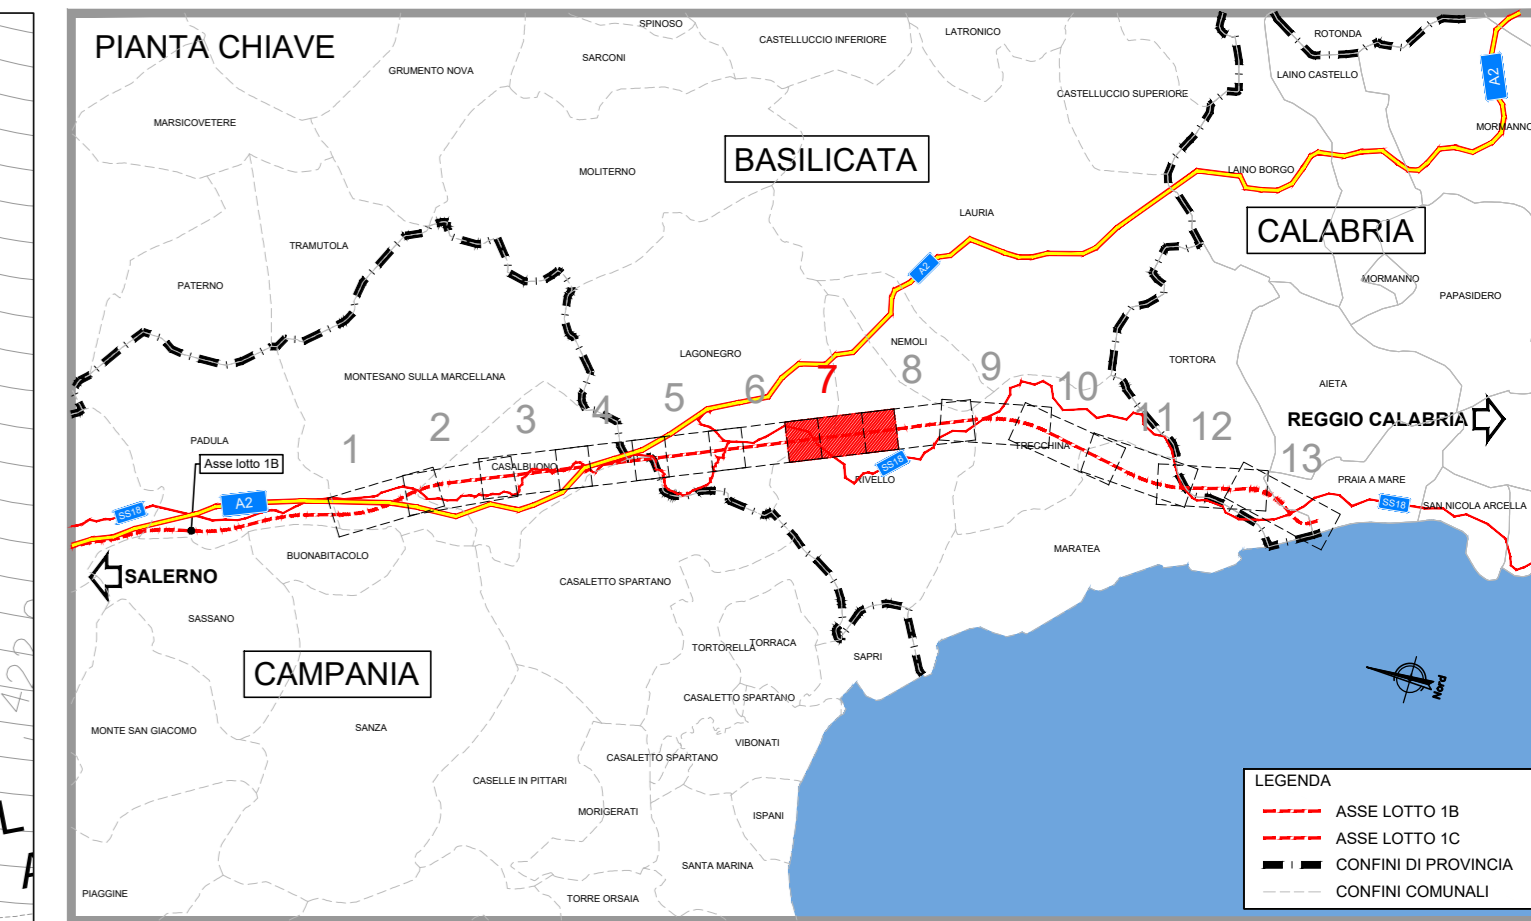 PIANTA CHIAVE
SPINOSO
SARCONI
CASTELLUCCIO INFERIORE
LATRONICO
ROTONDA
GRUMENTO NOVA
LAINO CASTELLO
A2
CASTELLUCCIO SUPERIORE
MARSICOVETERE
MORMANNO
BASILICATA
MOLITERNO
LAINO BORGO
LAURIA
CALABRIA
TRAMUTOLA
A2
MORMANNO
PATERNO
PAPASIDERO
NEMOLI
LAGONEGRO
TORTORA
MONTESANO SULLA MARCELLANA
AIETA
1
2
3
4
5
6
7
8
9
10
11
12
13
REGGIO CALABRIA
PADULA
Asse lotto 1B
CASALBUONO
TRECCHINA
SS18
RIVELLO
PRAIA A MARE
SS18
SAN NICOLA ARCELLA
A2
SS18
BUONABITACOLO
MARATEA
SALERNO
CASALETTO SPARTANO
SASSANO
422
TORTORELLA
TORRACA
SAPRI
CAMPANIA
Nord
CASALETTO SPARTANO
MONTE SAN GIACOMO
SANZA
VIBONATI
CASALETTO SPARTANO
CASELLE IN PITTARI
MORIGERATI
ISPANI
SANTA MARINA
PIAGGINE
TORRE ORSAIA
LEGENDA
ASSE LOTTO 1B
ASSE LOTTO 1C
CONFINI DI PROVINCIA
CONFINI COMUNALI